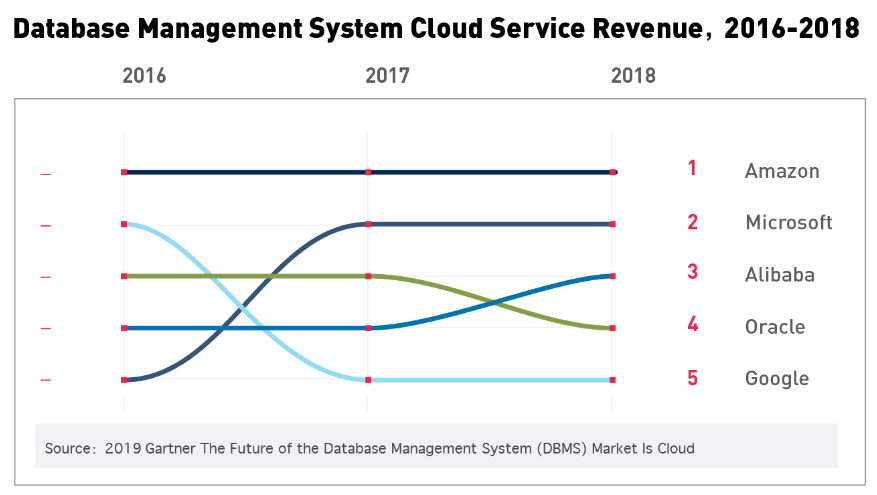 Database Management System Cloud Service Revenue, 2016-2018
2016 2017 2018
– 1 Amazon
– 2 Microsoft
– 3 Alibaba
– 4 Oracle
– 5 Google
Source: 2019 Gartner The Future of the Database Management System (DBMS) Market Is Cloud